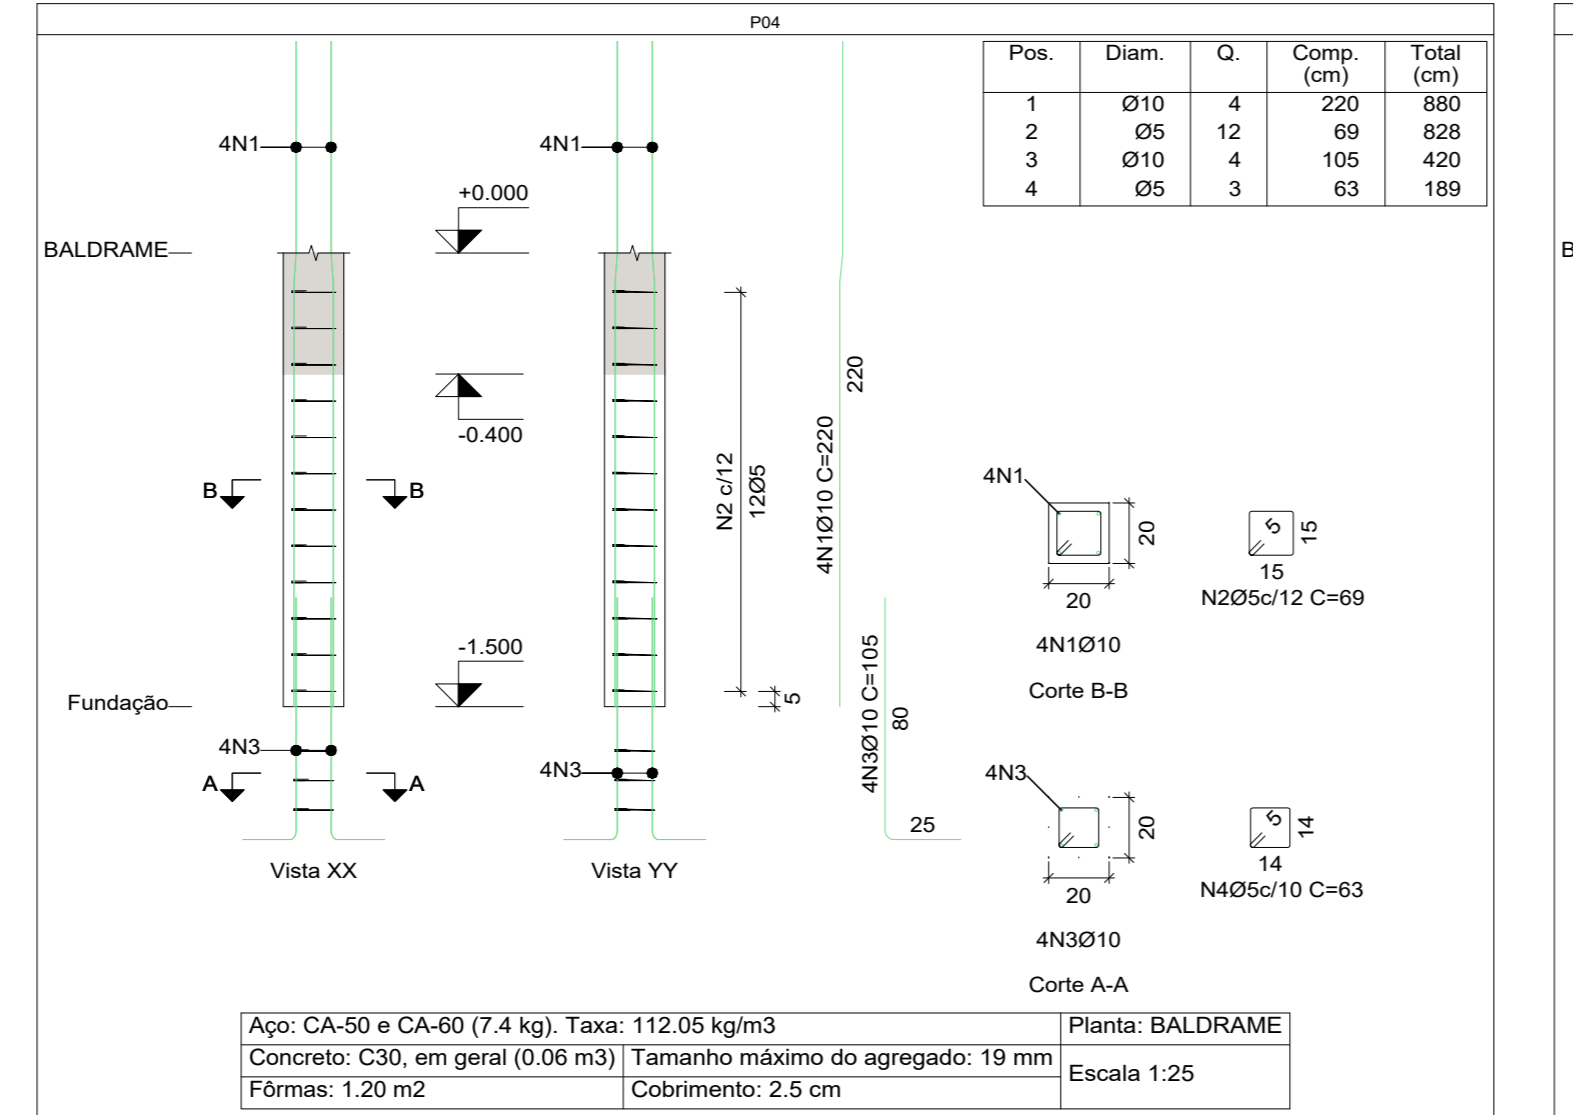 P04
Pos. Diam. Q. Comp. (cm) Total (cm)
1 Ø10 4 220 880
2 Ø5 12 69 828
3 Ø10 4 105 420
4 Ø5 3 63 189
4N1
4N1
+0.000
BALDRAME
B
-0.400
220
4N1Ø10 C=220
N2 c/12
12Ø5
B
B
4N1
20
20
4N1Ø10
Corte B-B
5
15
15
N2Ø5c/12 C=69
-1.500
Fundação
5
4N3Ø10 C=105
80
25
4N3
4N3
A
A
Vista XX
Vista YY
4N3
20
20
4N3Ø10
Corte A-A
5
14
14
N4Ø5c/10 C=63
Aço: CA-50 e CA-60 (7.4 kg). Taxa: 112.05 kg/m3
Planta: BALDRAME
Concreto: C30, em geral (0.06 m3)
Tamanho máximo do agregado: 19 mm
Escala 1:25
Fôrmas: 1.20 m2
Cobrimento: 2.5 cm